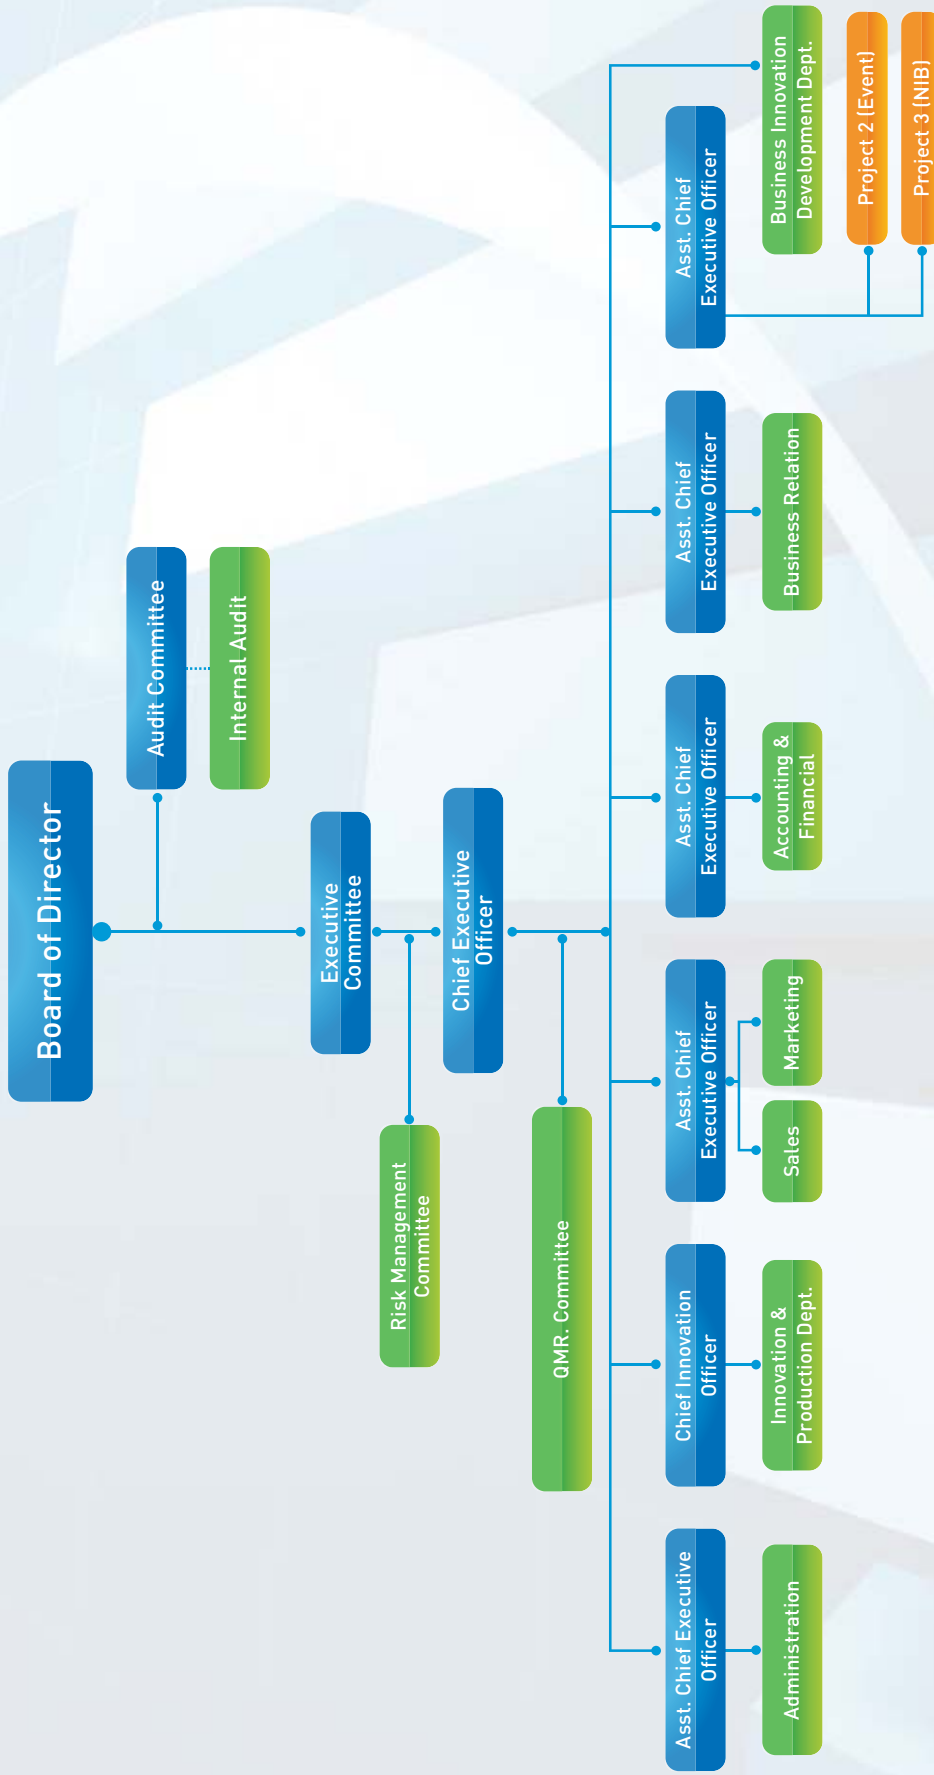 Board of Director
Audit Committee
Internal Audit
Executive
Committee
Risk Management
Committee
Chief Executive
Officer
QMR. Committee
Asst. Chief Executive
Officer
Chief Innovation
Officer
Asst. Chief
Executive Officer
Asst. Chief
Executive Officer
Asst. Chief
Executive Officer
Asst. Chief
Executive Officer
Administration
Innovation &
Production Dept.
Sales
Marketing
Accounting &
Financial
Business Relation
Business Innovation
Development Dept.
Project 2 (Event)
Project 3 (NIB)